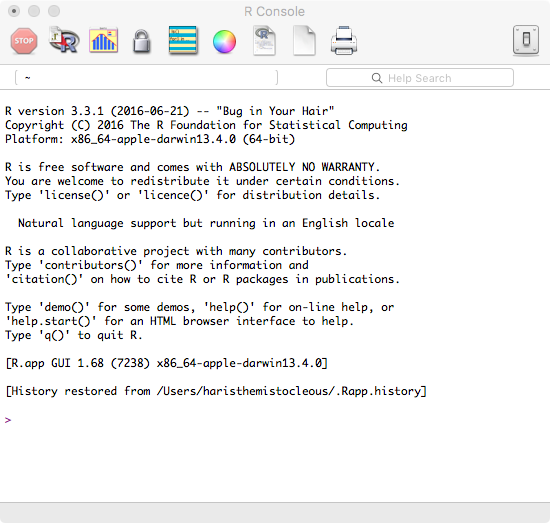 R Console
STOP
R
~
Help Search
R version 3.3.1 (2016-06-21) -- "Bug in Your Hair"
Copyright (C) 2016 The R Foundation for Statistical Computing
Platform: x86_64-apple-darwin13.4.0 (64-bit)
R is free software and comes with ABSOLUTELY NO WARRANTY.
You are welcome to redistribute it under certain conditions.
Type 'license()' or 'licence()' for distribution details.
Natural language support but running in an English locale
R is a collaborative project with many contributors.
Type 'contributors()' for more information and
'citation()' on how to cite R or R packages in publications.
Type 'demo()' for some demos, 'help()' for on-line help, or
'help.start()' for an HTML browser interface to help.
Type 'q()' to quit R.
[R.app GUI 1.68 (7238) x86_64-apple-darwin13.4.0]
[History restored from /Users/haristhemistocleous/.Rapp.history]
>